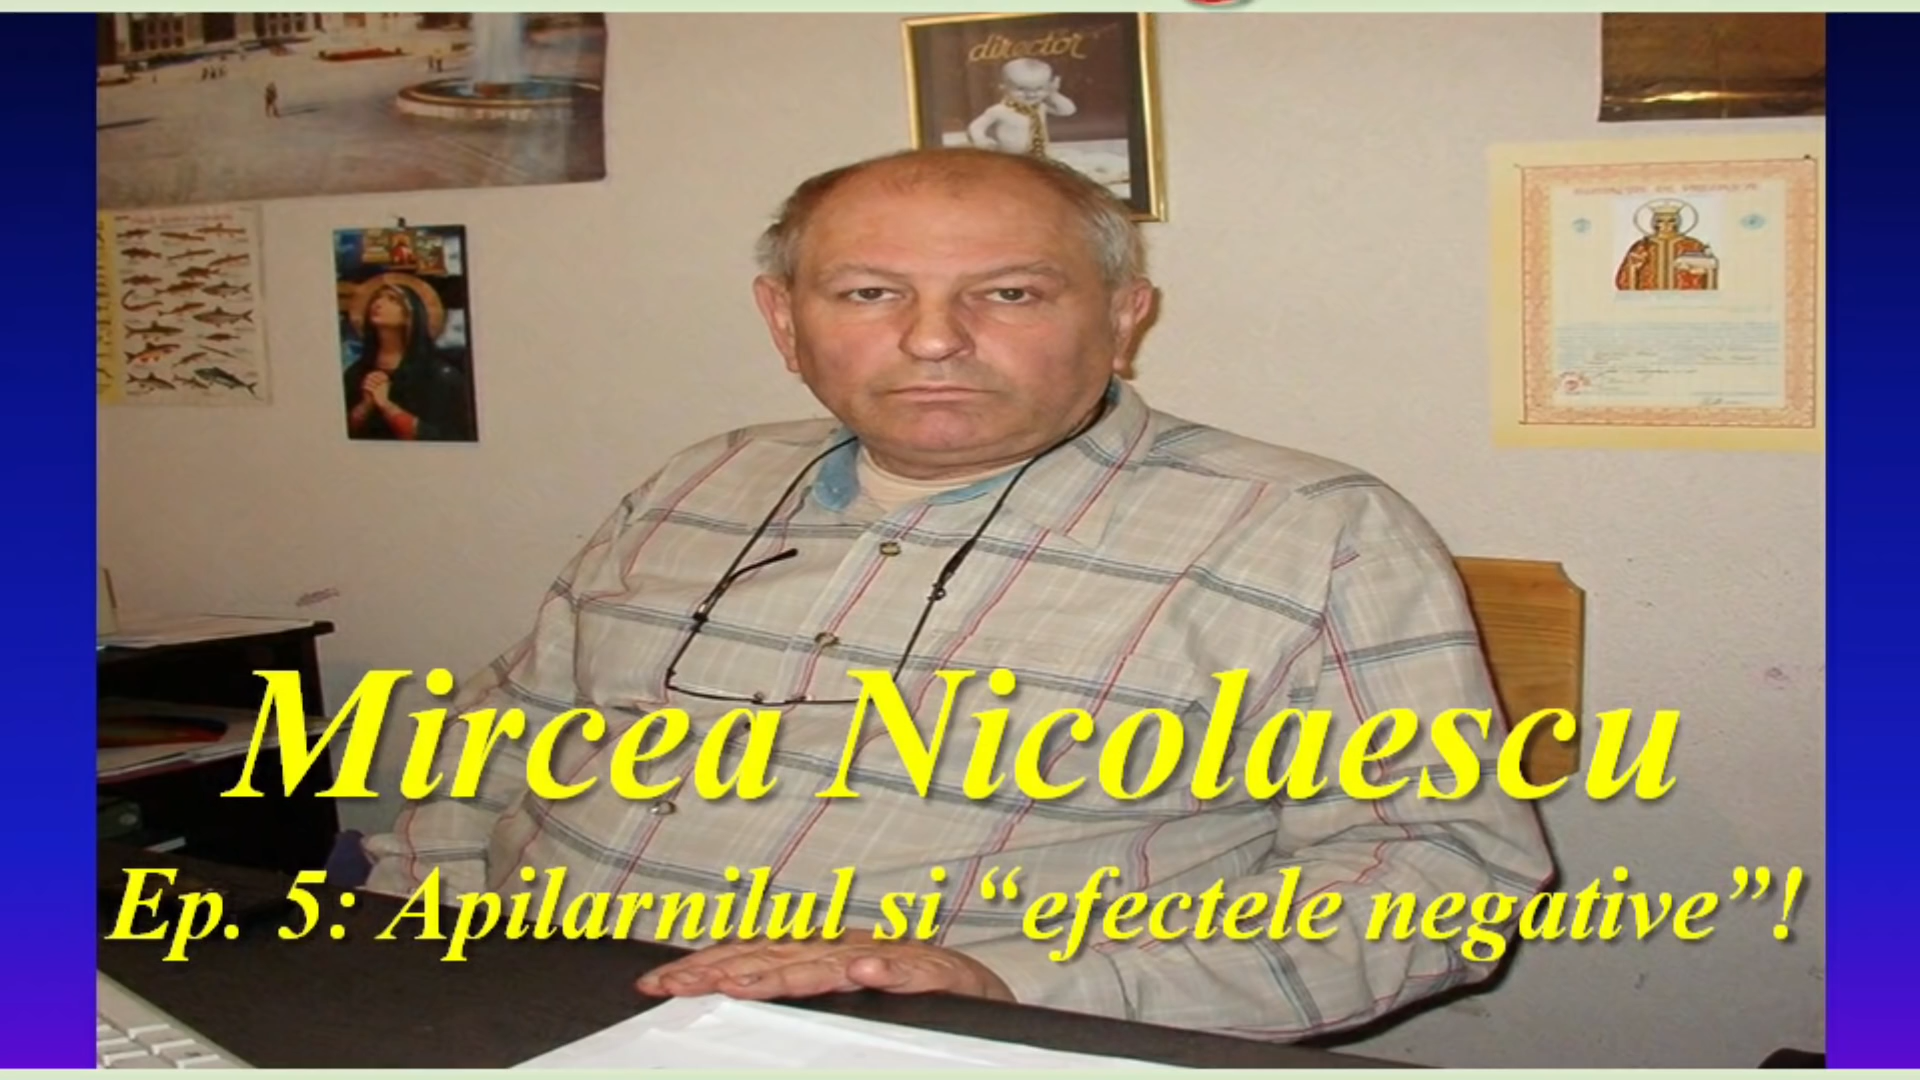 director
Mircea Nicolaescu
Ep. 5: Apilarnilul si “efectele negative”!